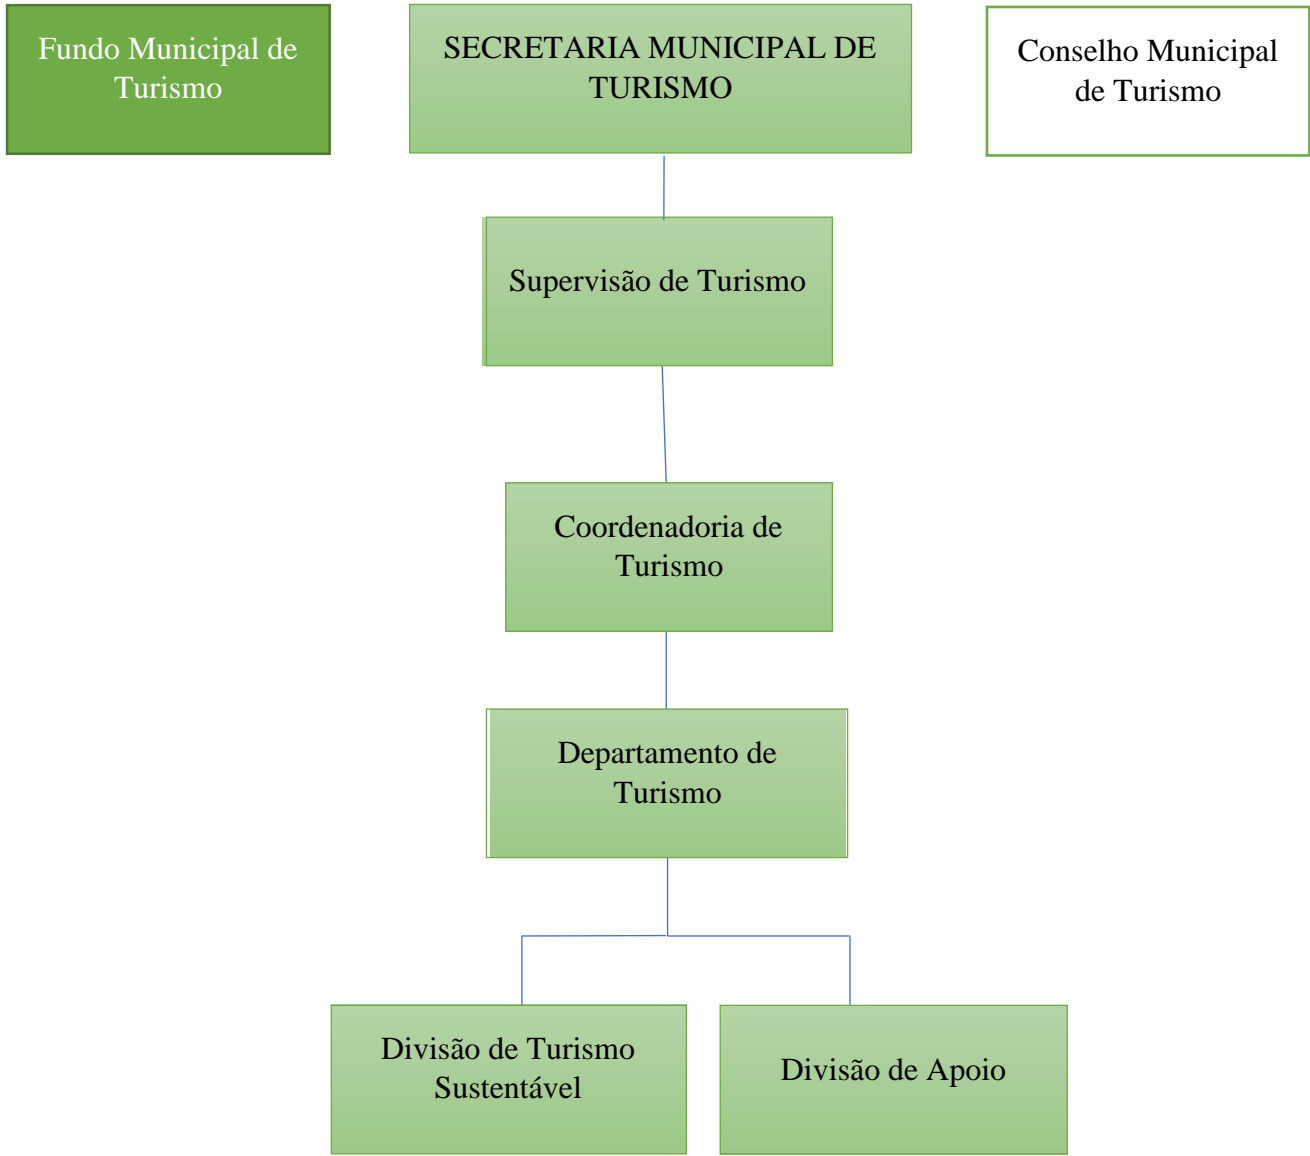 Fundo Municipal de
Turismo
SECRETARIA MUNICIPAL DE
TURISMO
Conselho Municipal
de Turismo
Supervisão de Turismo
Coordenadoria de
Turismo
Departamento de
Turismo
Divisão de Turismo
Sustentável
Divisão de Apoio